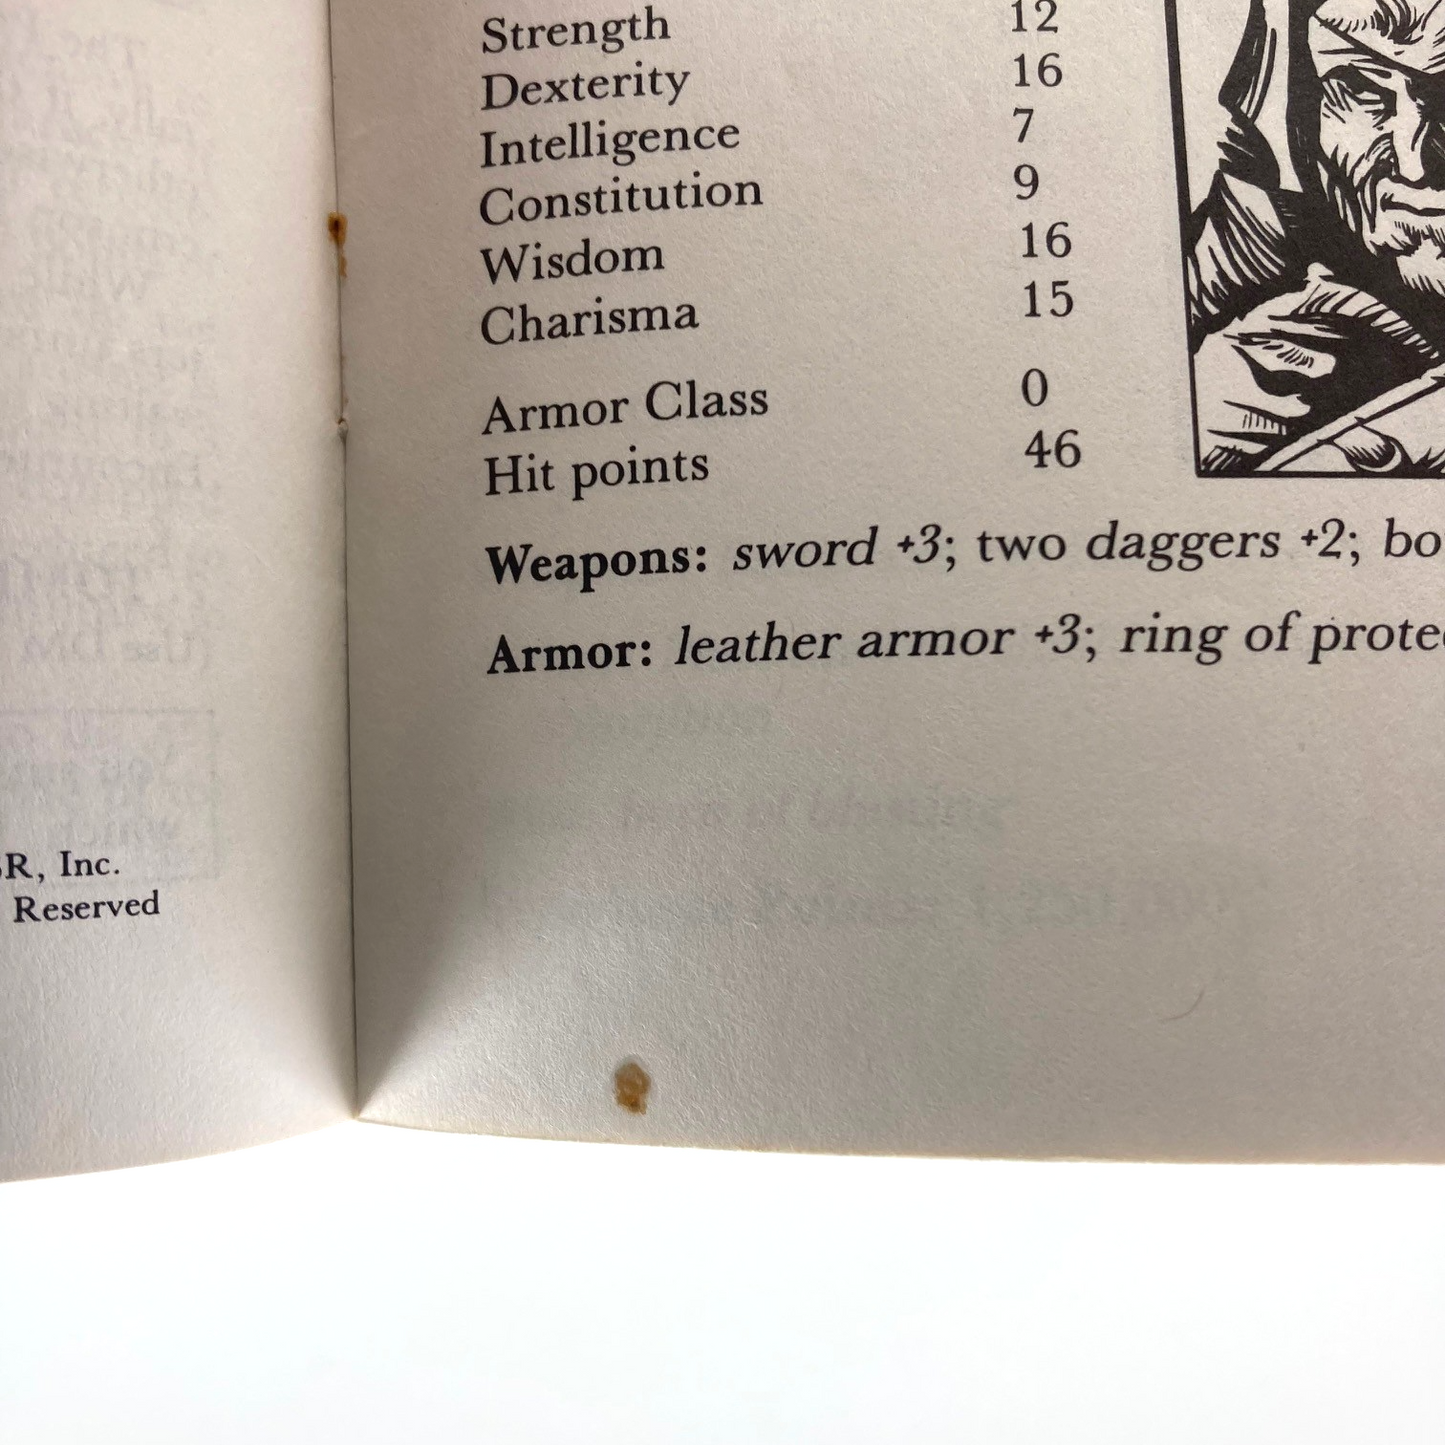 Strength 12
Dexterity 16
Intelligence 7
Constitution 9
Wisdom 16
Charisma 15
Armor Class 0
Hit points 46
Weapons: sword +3; two daggers +2; bo
Armor: leather armor +3; ring of prote
SR, Inc.
Reserved